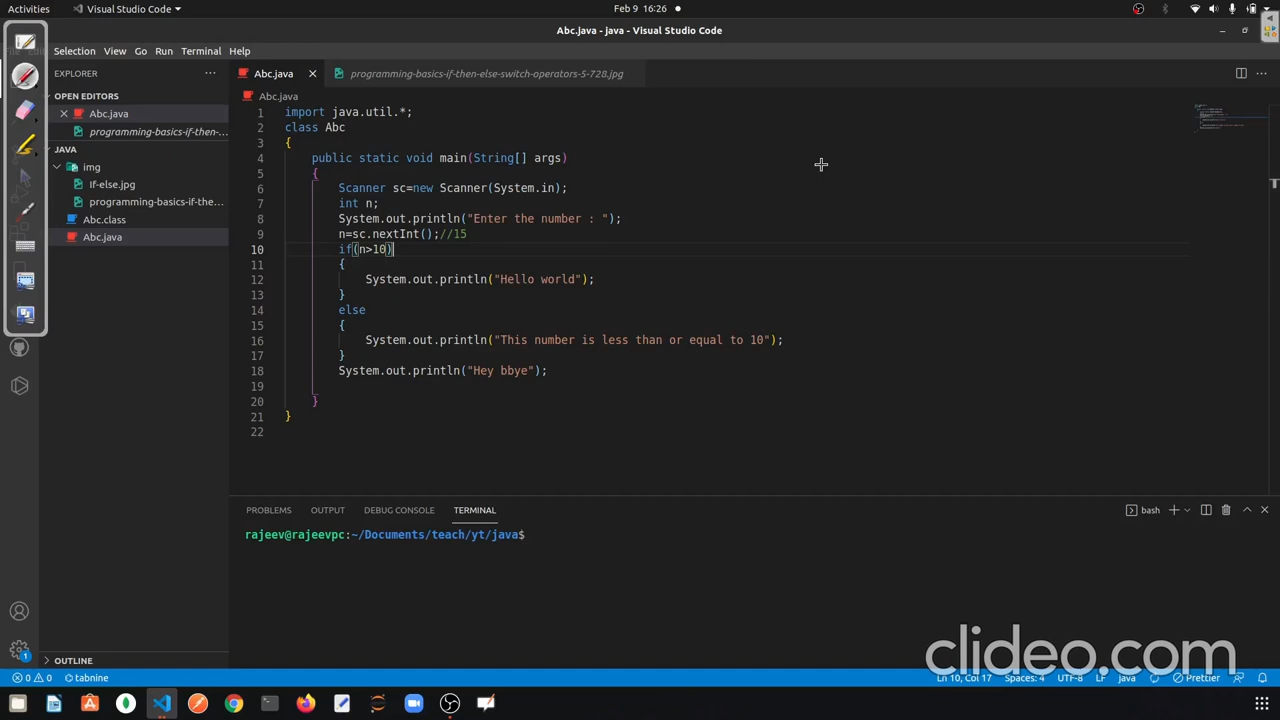 Activities
Visual Studio Code
Feb 9 16:26
Abc.java - java - Visual Studio Code
Selection View Go Run Terminal Help
EXPLORER
Abc.java
programming-basics-if-then-else-switch-operators-5-728.jpg
OPEN EDITORS
Abc.java
programming-basics-if-then-...
JAVA
img
If-else.jpg
programming-basics-if-the...
Abc.class
Abc.java
OUTLINE
Abc.java
1 import java.util.*;
2 class Abc
3 {
4 public static void main(String[] args)
5 {
6 Scanner sc=new Scanner(System.in);
7 int n;
8 System.out.println("Enter the number : ");
9 n=sc.nextInt();//15
10 if(n>10)
11 {
12 System.out.println("Hello world");
13 }
14 else
15 {
16 System.out.println("This number is less than or equal to 10");
17 }
18 System.out.println("Hey bbye");
19
20 }
21 }
22
PROBLEMS OUTPUT DEBUG CONSOLE TERMINAL
bash
rajeev@rajeevpc:~/Documents/teach/yt/java$
clideo.com
0 0 tabnine
Ln 10, Col 17 Spaces: 4 UTF-8 LF Java Prettier